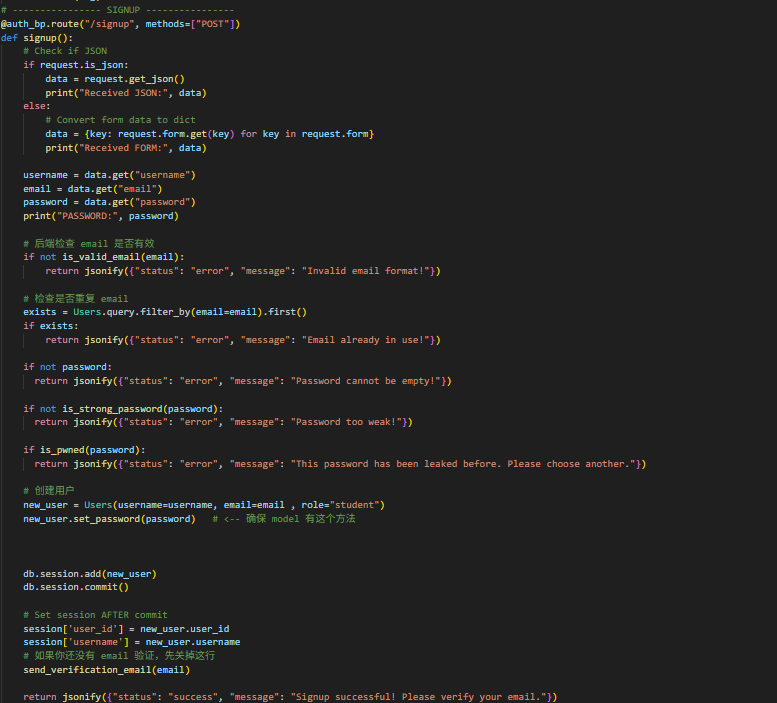 # ---------------- SIGNUP ----------------
@auth_bp.route("/signup", methods=["POST"])
def signup():
    # Check if JSON
    if request.is_json:
        data = request.get_json()
        print("Received JSON:", data)
    else:
        # Convert form data to dict
        data = {key: request.form.get(key) for key in request.form}
        print("Received FORM:", data)

    username = data.get("username")
    email = data.get("email")
    password = data.get("password")
    print("PASSWORD:", password)

    # 后端检查 email 是否有效
    if not is_valid_email(email):
        return jsonify({"status": "error", "message": "Invalid email format!"})

    # 检查是否重复 email
    exists = Users.query.filter_by(email=email).first()
    if exists:
        return jsonify({"status": "error", "message": "Email already in use!"})

    if not password:
      return jsonify({"status": "error", "message": "Password cannot be empty!"})

    if not is_strong_password(password):
      return jsonify({"status": "error", "message": "Password too weak!"})

    if is_pwned(password):
      return jsonify({"status": "error", "message": "This password has been leaked before. Please choose another."})

    # 创建用户
    new_user = Users(username=username, email=email , role="student")
    new_user.set_password(password)   # <-- 确保 model 有这个方法

    db.session.add(new_user)
    db.session.commit()

    # Set session AFTER commit
    session['user_id'] = new_user.user_id
    session['username'] = new_user.username
    # 如果你还没有 email 验证，先关掉这行
    send_verification_email(email)

    return jsonify({"status": "success", "message": "Signup successful! Please verify your email."})